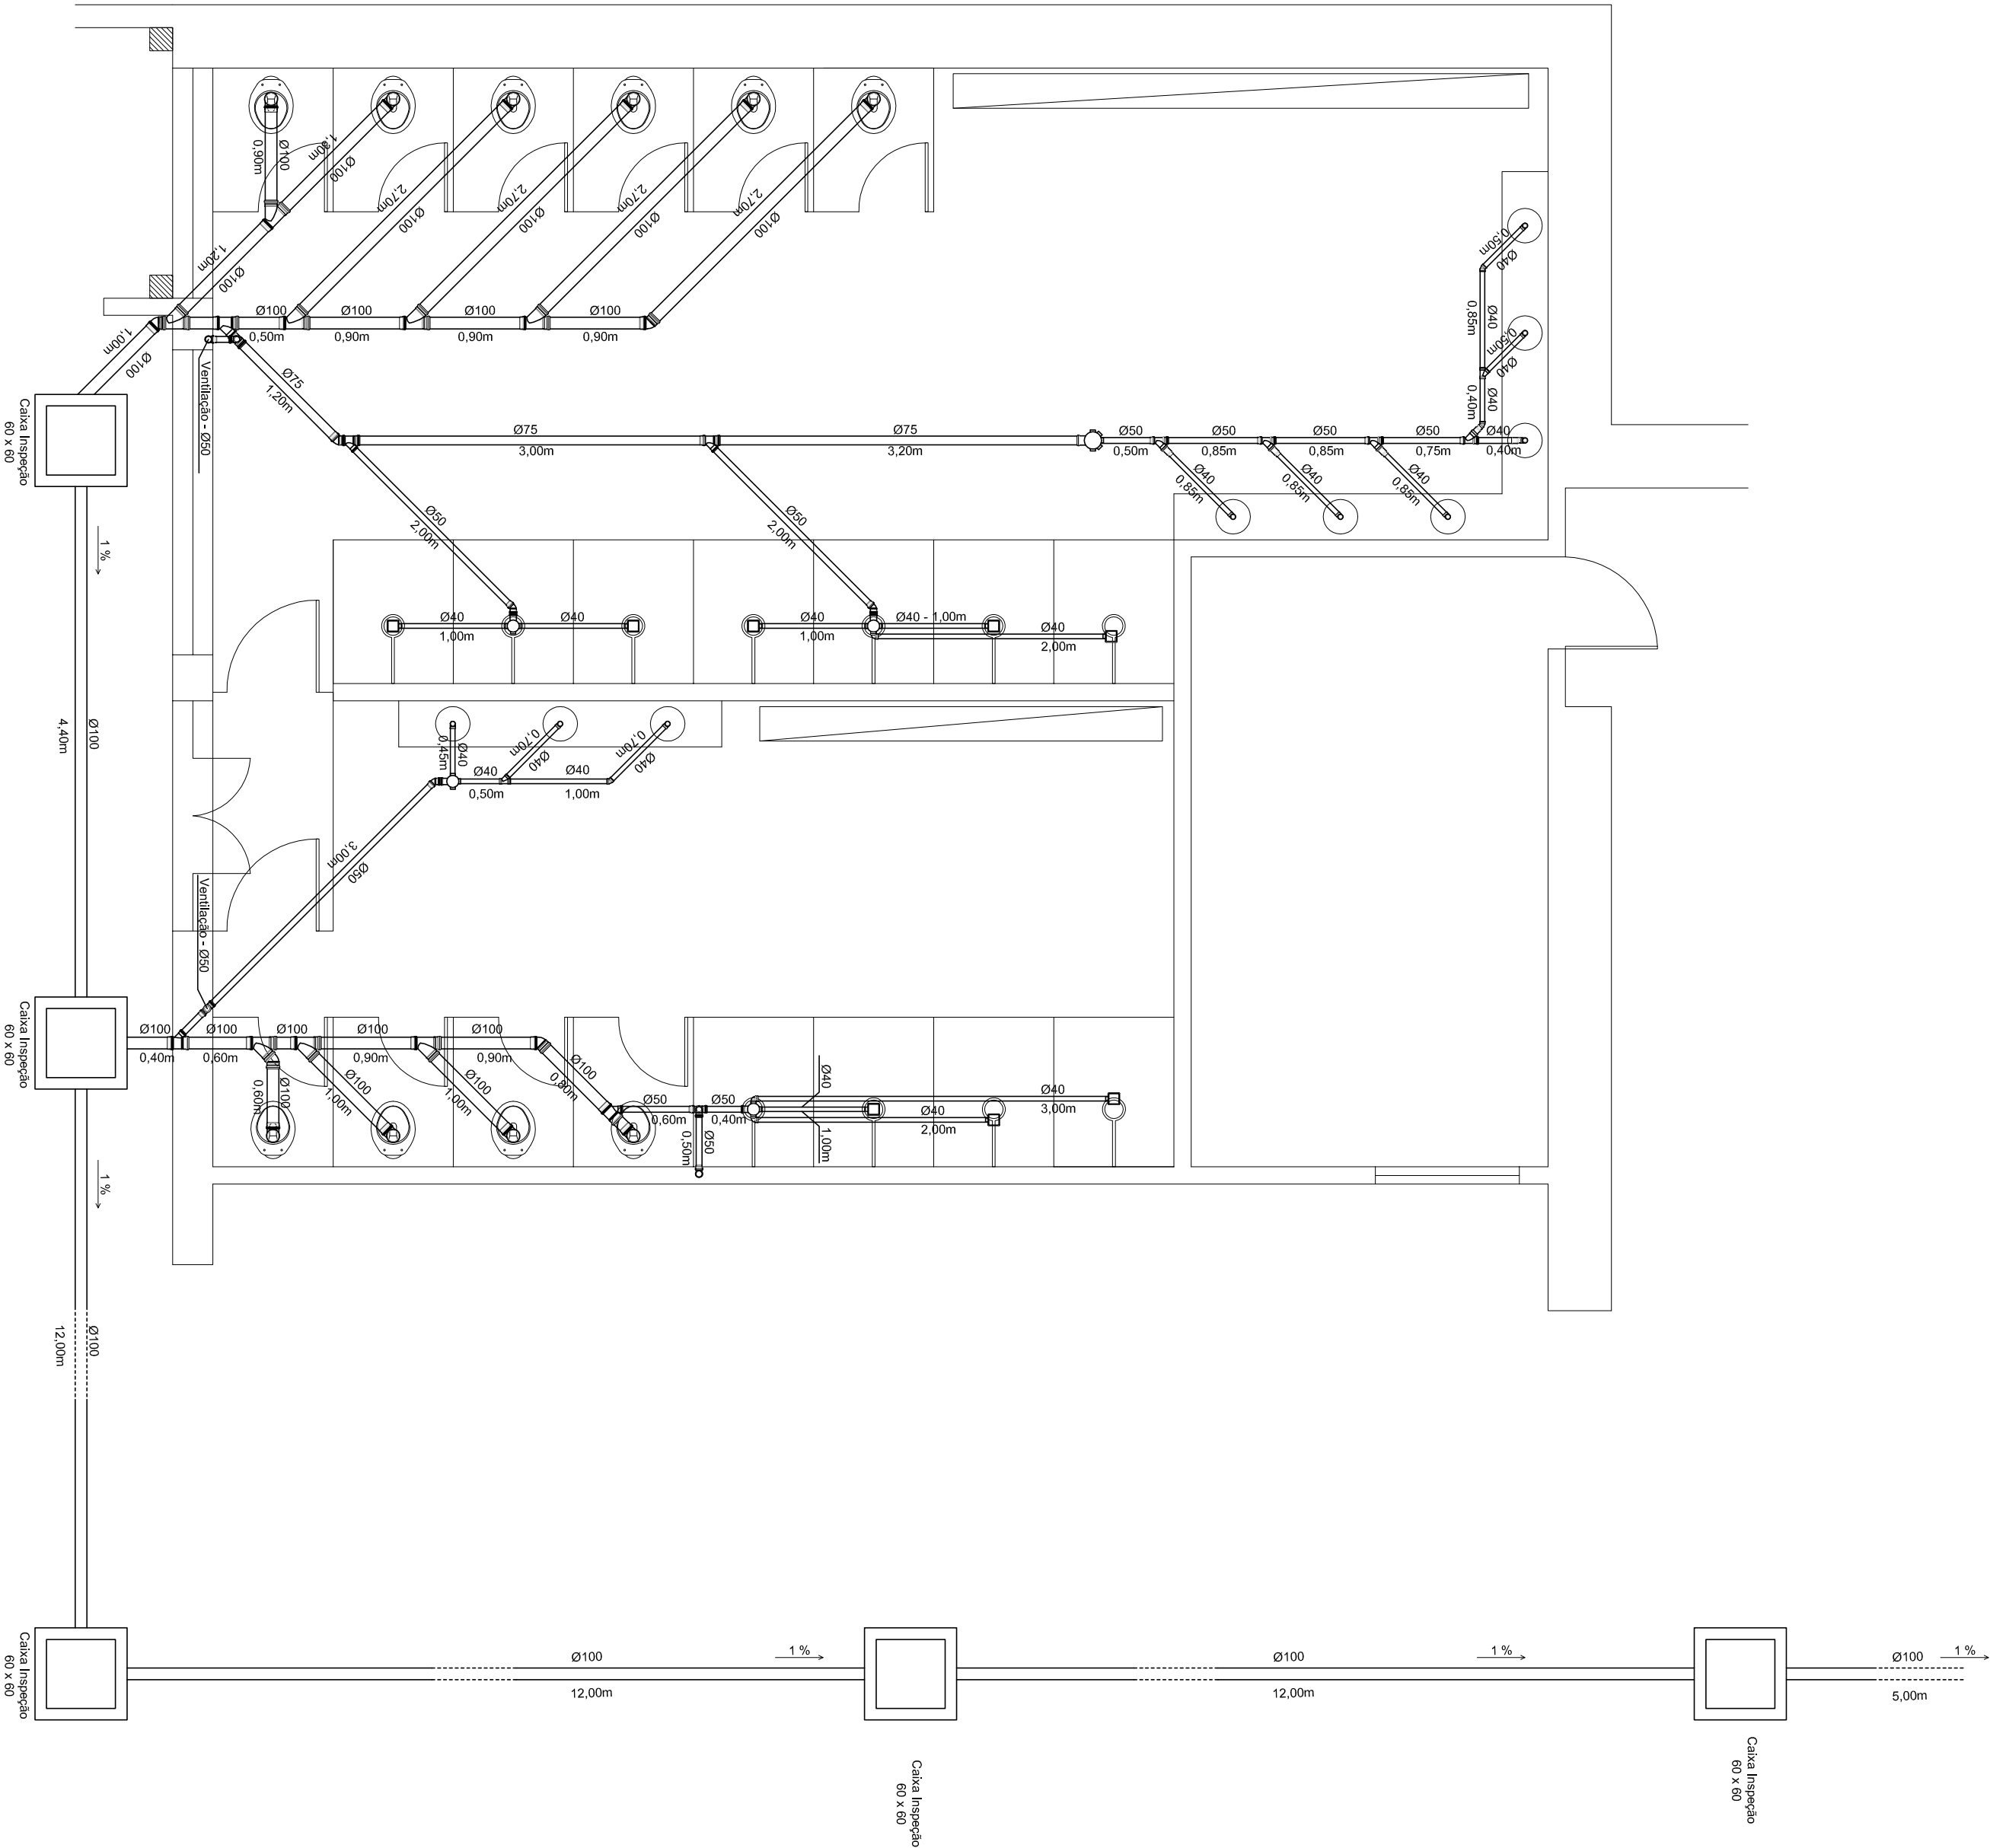 Ø100
0,90m
1,30m
Ø100
2,70m
Ø100
2,70m
Ø100
2,70m
Ø100
2,70m
Ø100
1,20m
Ø100
Ø100
0,50m
Ø100
0,90m
Ø100
0,90m
Ø100
0,90m
1,00m
Ø100
Ventilação - Ø50
Ø75
1,20m
Ø75
3,00m
Ø75
3,20m
Ø50
0,50m
Ø50
0,85m
Ø50
0,85m
Ø50
0,75m
Ø40
0,40m
0,50m
Ø40
Ø40
0,85m
0,50m
Ø40
Ø40
0,40m
Ø40
0,85m
Ø40
0,85m
Ø40
0,85m
Caixa Inspeção
60 x 60
1 %
Ø50
2,00m
Ø50
2,00m
Ø40
1,00m
Ø40
Ø40
1,00m
Ø40 - 1,00m
Ø40
2,00m
Ø100
4,40m
Ø40
0,45m
Ø40
0,50m
0,70m
Ø40
Ø40
1,00m
0,70m
Ø40
3,00m
Ø50
Ventilação - Ø50
Caixa Inspeção
60 x 60
Ø100
0,40m
Ø100
0,60m
Ø100
Ø100
0,90m
Ø100
0,90m
Ø100
0,60m
Ø100
1,00m
Ø100
1,00m
Ø100
0,80m
Ø50
0,60m
Ø50
0,40m
Ø50
0,50m
Ø40
1,00m
Ø40
2,00m
Ø40
3,00m
1 %
Ø100
12,00m
Caixa Inspeção
60 x 60
Ø100
12,00m
1 %
Ø100
12,00m
1 %
Ø100
5,00m
1 %
Caixa Inspeção
60 x 60
Caixa Inspeção
60 x 60